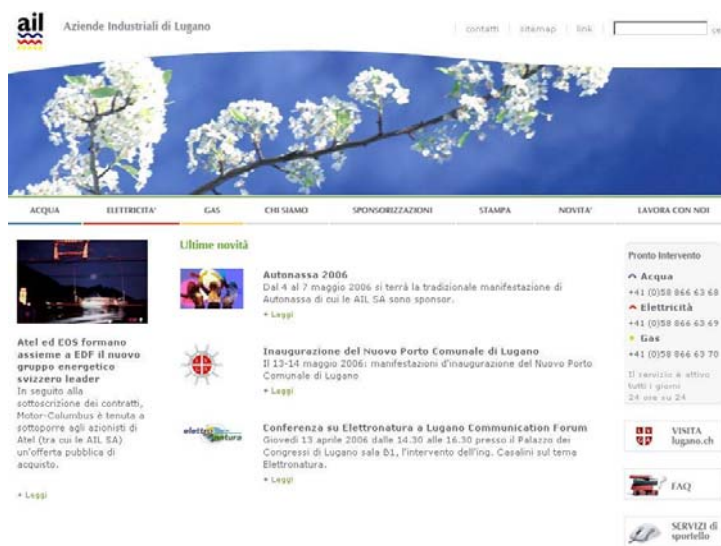 ail
Aziende Industriali di Lugano
contatti
sitemap
link
ACQUA
ELETTRICITA'
GAS
CHI SIAMO
SPONSORIZZAZIONI
STAMPA
NOVITA'
LAVORA CON NOI
Atel ed EOS formano
assieme a EDF il nuovo
gruppo energetico
svizzero leader
In seguito alla
sottoscrizione dei contratti,
Motor-Columbus è tenuta a
sottoporre agli azionisti di
Atel (tra cui le AIL SA)
un'offerta pubblica di
acquisto.
+ Leggi
Ultime novità
Autonassa 2006
Dal 4 al 7 maggio 2006 si terrà la tradizionale manifestazione di
Autonassa di cui le AIL SA sono sponsor.
+ Leggi
Inaugurazione del Nuovo Porto Comunale di Lugano
Il 13-14 maggio 2006: manifestazioni d'inaugurazione del Nuovo Porto
Comunale di Lugano
+ Leggi
elettro
natura
Conferenza su Elettronatura a Lugano Communication Forum
Giovedì 13 aprile 2006 dalle 14.30 alle 16.30 presso il Palazzo dei
Congressi di Lugano sala B1, l'intervento dell'ing. Casalini sul tema
Elettronatura.
+ Leggi
Pronto Intervento
Acqua
+41 (0)58 866 63 68
Elettricità
+41 (0)58 866 63 69
Gas
+41 (0)58 866 63 70
Il servizio è attivo
tutti i giorni
24 ore su 24
VISITA
lugano.ch
FAQ
SERVIZI di
sportello